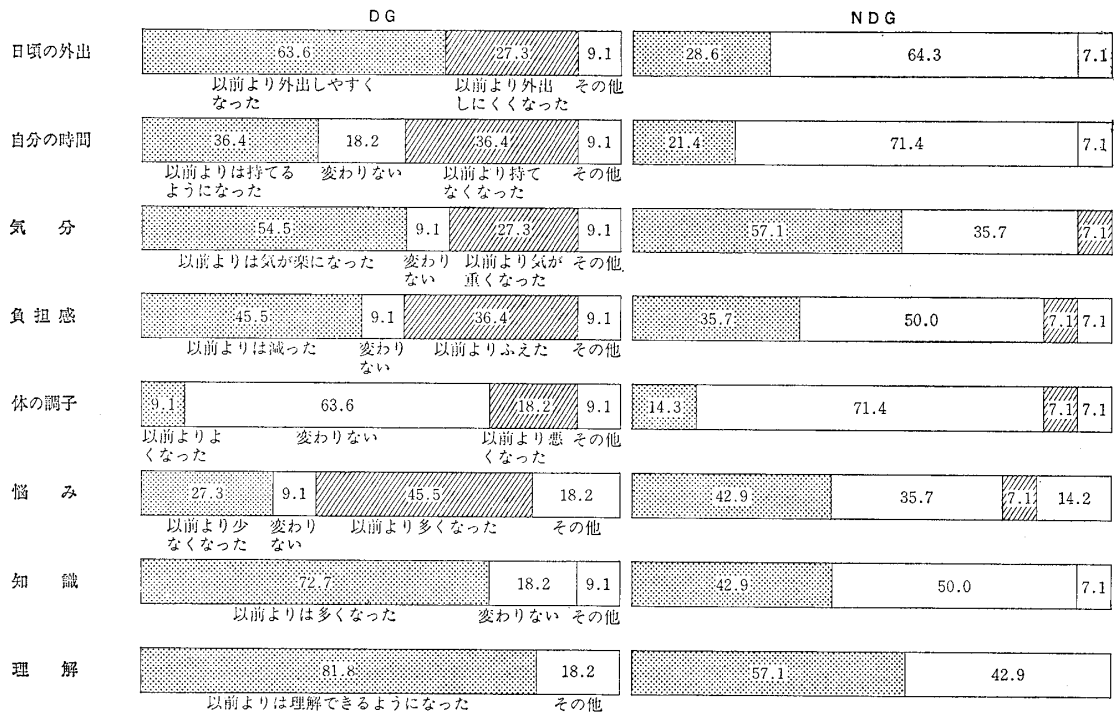 DG NDG
日頃の外出 63.6 27.3 9.1 28.6 64.3 7.1
以前より外出しやすく 以前より外出 その他
なった しにくくなった
自分の時間 36.4 18.2 36.4 9.1 21.4 71.4 7.1
以前よりは持てる 変わりない 以前より持て その他
ようになった なくなった
気分 54.5 9.1 27.3 9.1 57.1 35.7 7.1
以前よりは気が楽になった 変わり 以前より気が その他
ない 重くなった
負担感 45.5 9.1 36.4 9.1 35.7 50.0 7.1 7.1
以前よりは減った 変わり 以前よりふえた その他
ない
体の調子 9.1 63.6 18.2 9.1 14.3 71.4 7.1 7.1
以前よりよ 変わりない 以前より悪 その他
くなった くなった
悩み 27.3 9.1 45.5 18.2 42.9 35.7 7.1 14.2
以前より少 変わり 以前より多くなった その他
なくなった ない
知識 72.7 18.2 9.1 42.9 50.0 7.1
以前よりは多くなった 変わりない その他
理解 81.8 18.2 57.1 42.9
以前よりは理解できるようになった その他